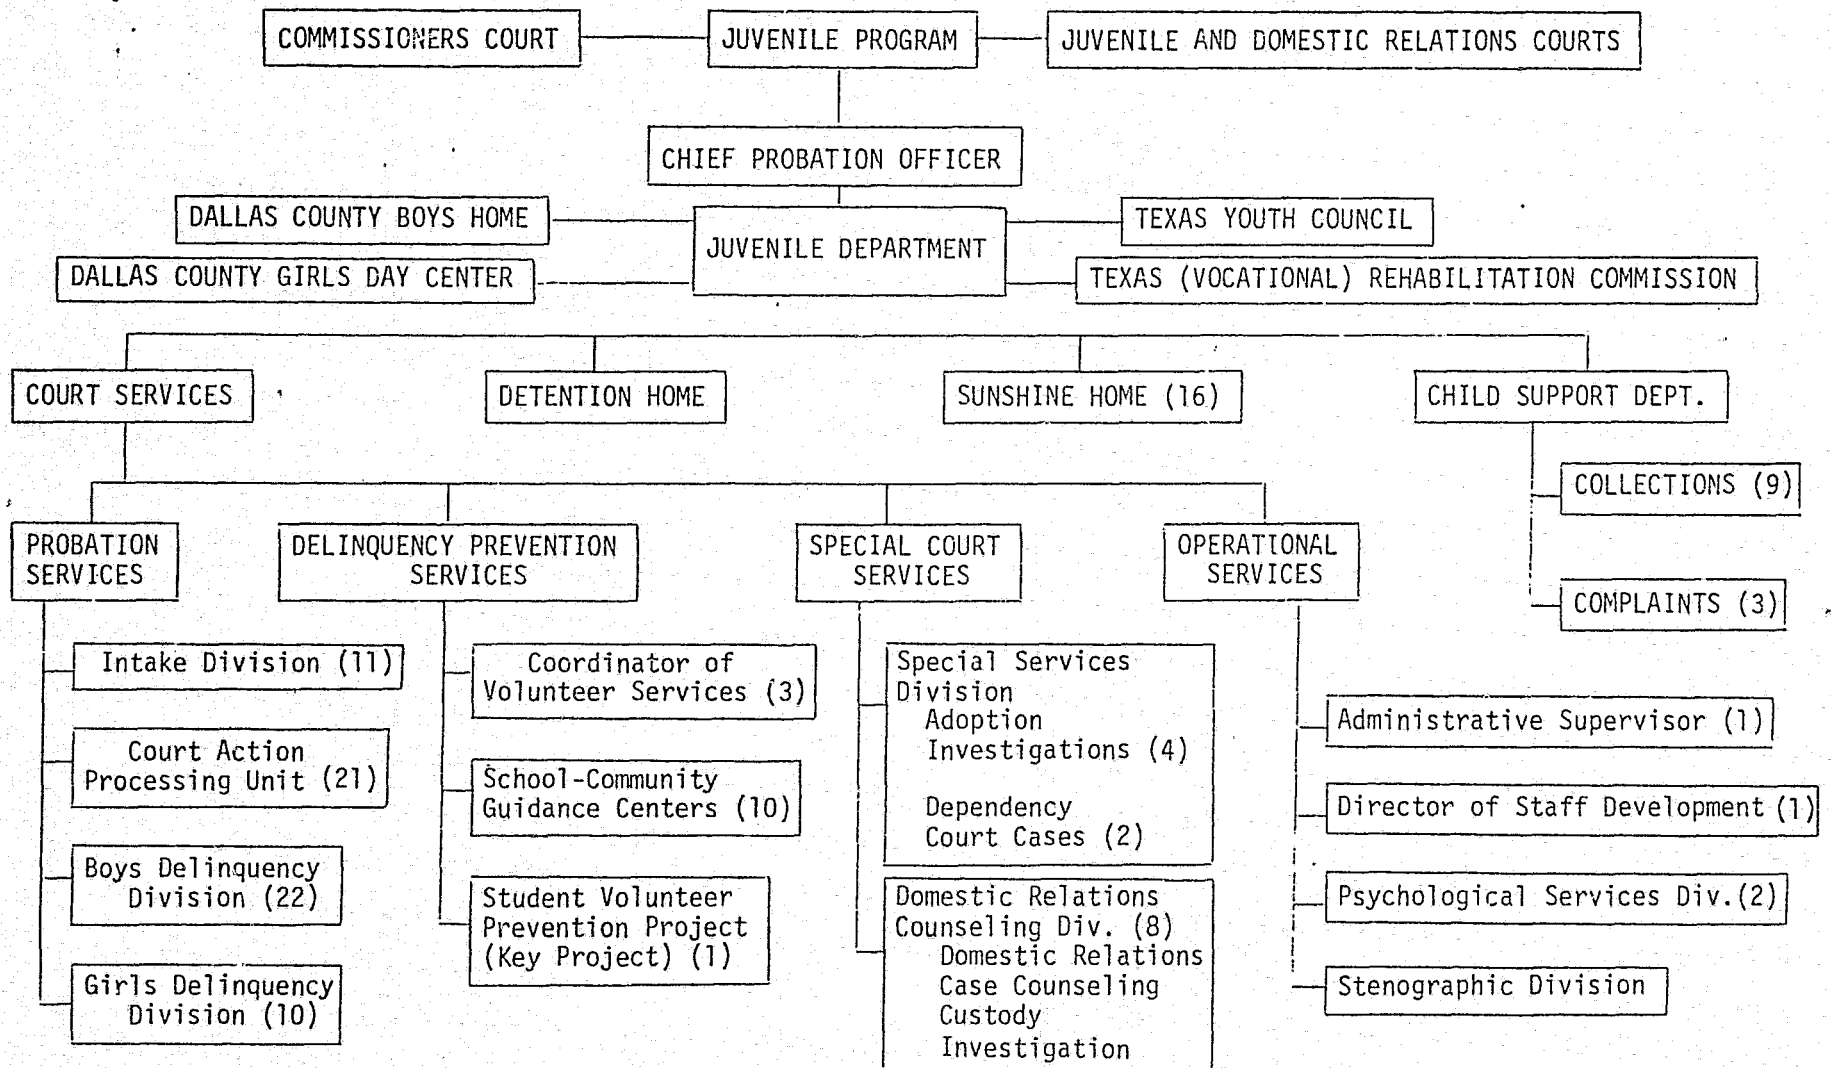 COMMISSIONERS COURT
JUVENILE PROGRAM
JUVENILE AND DOMESTIC RELATIONS COURTS
CHIEF PROBATION OFFICER
DALLAS COUNTY BOYS HOME
JUVENILE DEPARTMENT
TEXAS YOUTH COUNCIL
DALLAS COUNTY GIRLS DAY CENTER
TEXAS (VOCATIONAL) REHABILITATION COMMISSION
COURT SERVICES
DETENTION HOME
SUNSHINE HOME (16)
CHILD SUPPORT DEPT.
COLLECTIONS (9)
COMPLAINTS (3)
PROBATION
SERVICES
DELINQUENCY PREVENTION
SERVICES
SPECIAL COURT
SERVICES
OPERATIONAL
SERVICES
Intake Division (11)
Court Action
Processing Unit (21)
Boys Delinquency
Division (22)
Girls Delinquency
Division (10)
Coordinator of
Volunteer Services (3)
School-Community
Guidance Centers (10)
Student Volunteer
Prevention Project
(Key Project) (1)
Special Services
Division
Adoption
Investigations (4)
Dependency
Court Cases (2)
Domestic Relations
Counseling Div. (8)
Domestic Relations
Case Counseling
Custody
Investigation
Administrative Supervisor (1)
Director of Staff Development (1)
Psychological Services Div. (2)
Stenographic Division